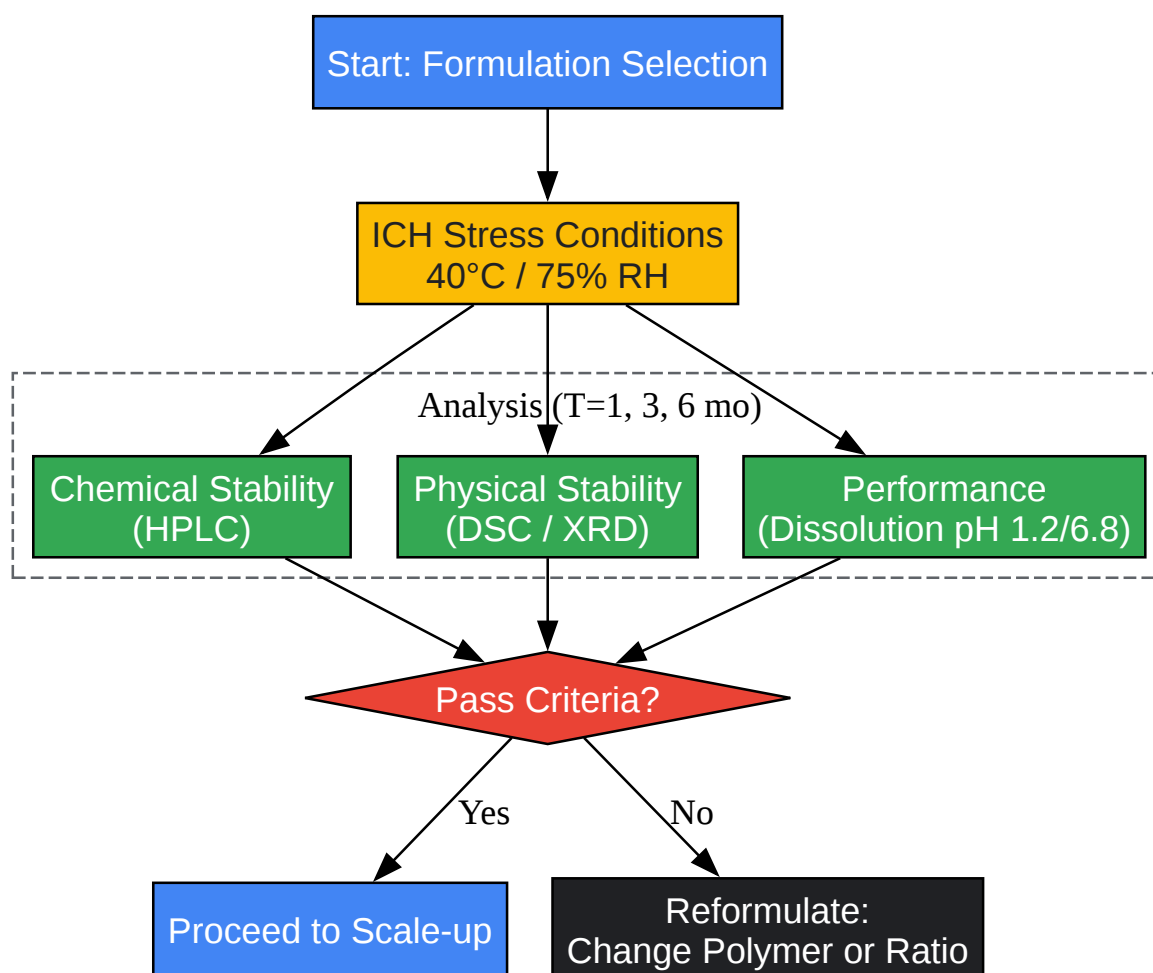 Start: Formulation Selection
ICH Stress Conditions
40°C / 75% RH
Analysis (T=1, 3, 6 mo)
Chemical Stability
(HPLC)
Physical Stability
(DSC / XRD)
Performance
(Dissolution pH 1.2/6.8)
Pass Criteria?
Yes
No
Proceed to Scale-up
Reformulate:
Change Polymer or Ratio